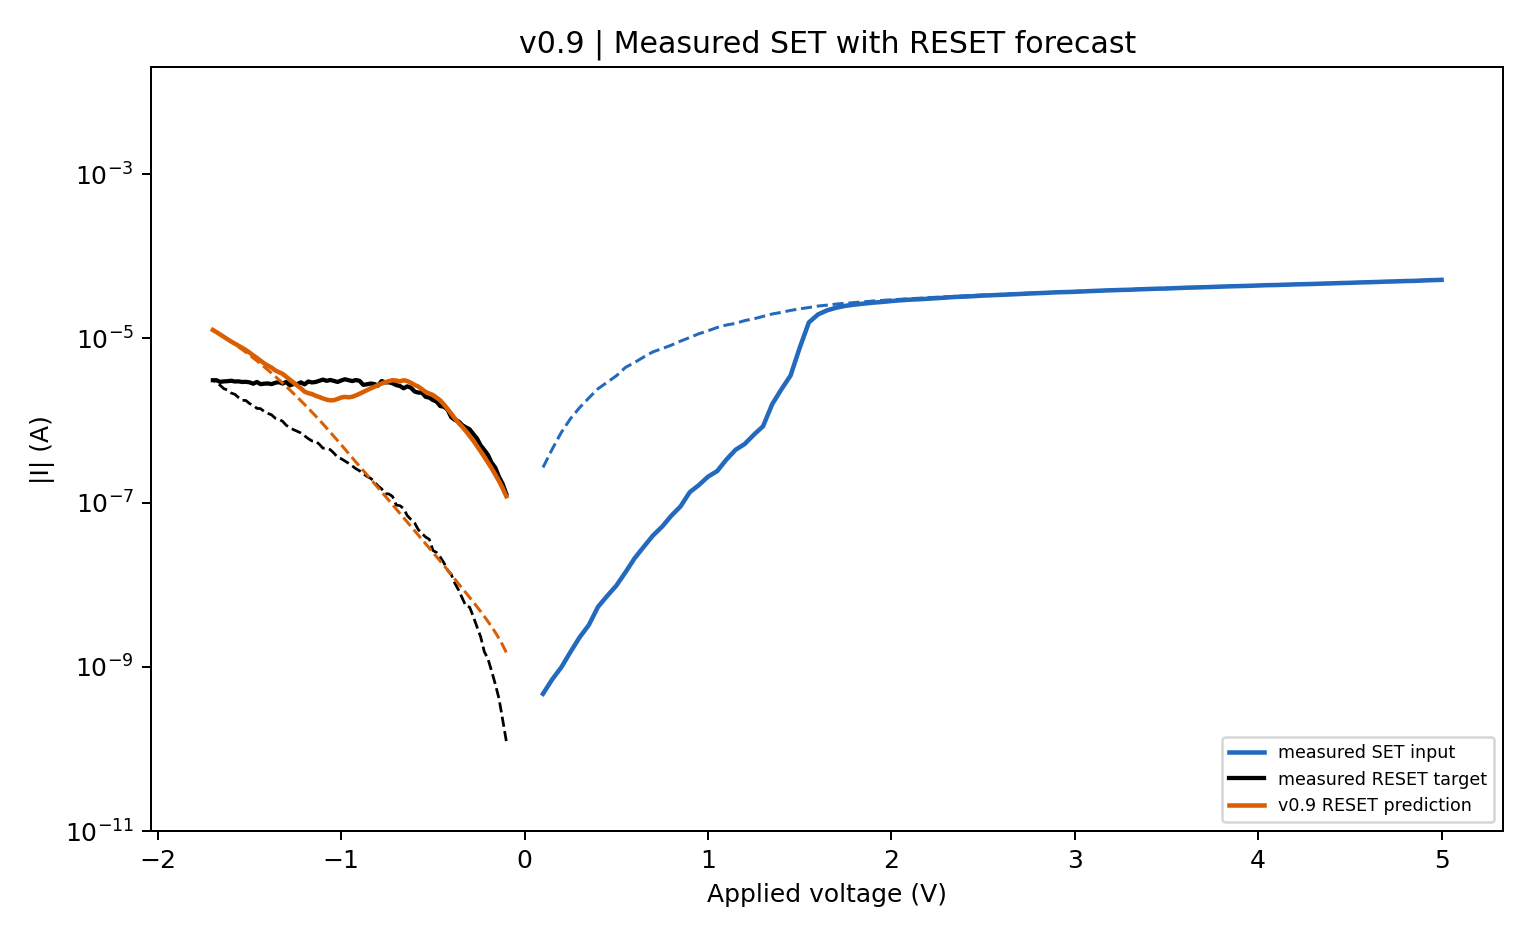 v0.9 | Measured SET with RESET forecast
|I| (A)
10⁻³
10⁻⁵
10⁻⁷
10⁻⁹
10⁻¹¹
−2
−1
0
1
2
3
4
5
Applied voltage (V)
measured SET input
measured RESET target
v0.9 RESET prediction